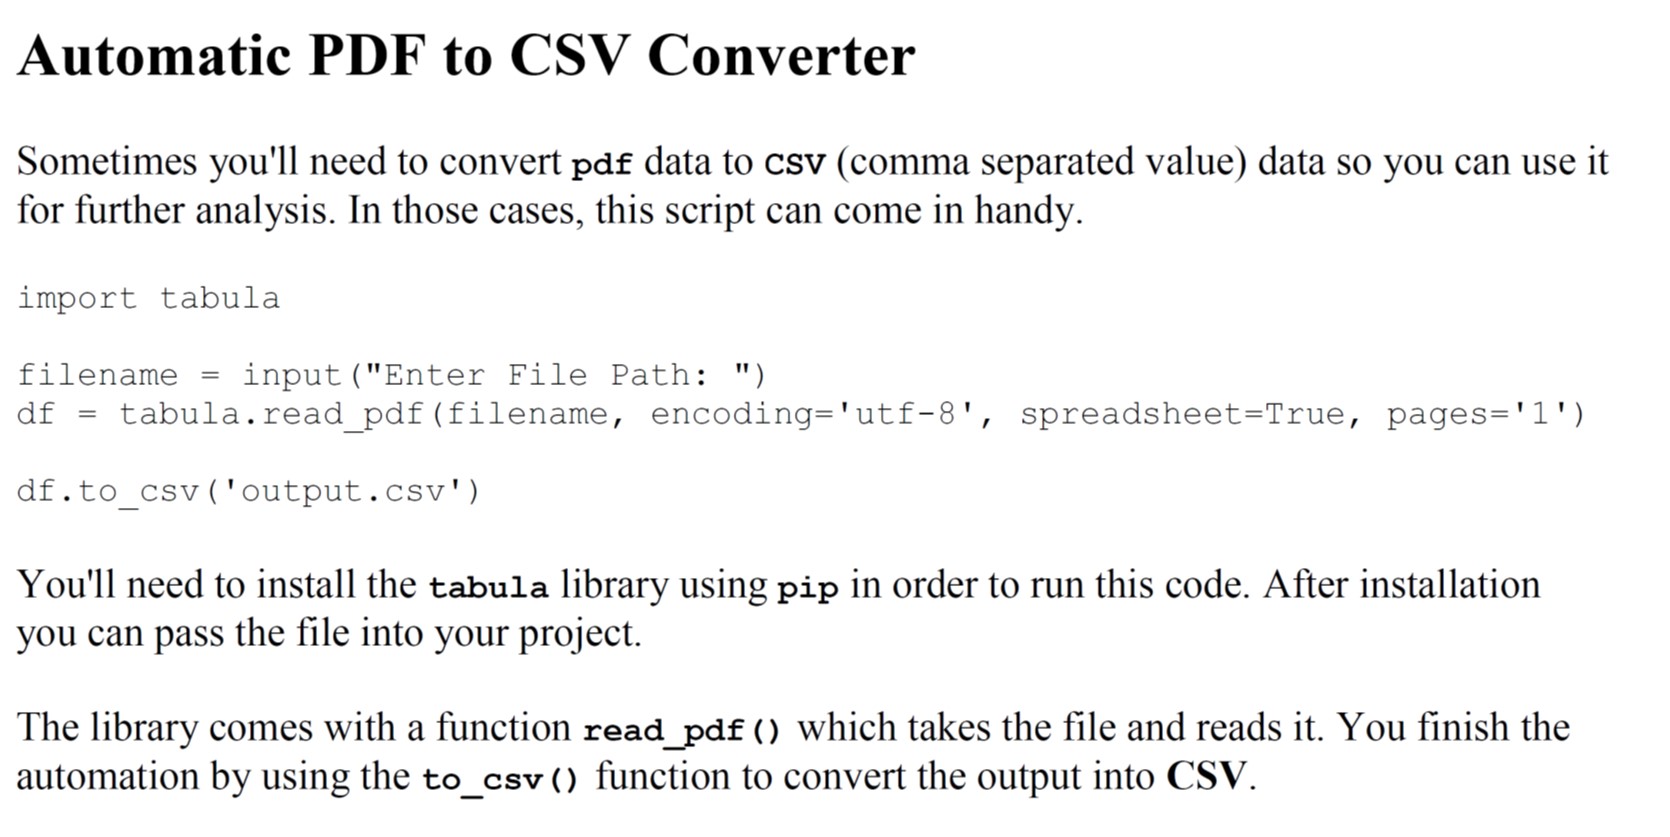 Automatic PDF to CSV Converter
Sometimes you'll need to convert pdf data to csv (comma separated value) data so you can use it
for further analysis. In those cases, this script can come in handy.
import tabula
filename = input("Enter File Path: ")
df = tabula.read_pdf(filename, encoding='utf-8', spreadsheet=True, pages='1')
df.to_csv('output.csv')
You'll need to install the tabula library using pip in order to run this code. After installation
you can pass the file into your project.
The library comes with a function read_pdf() which takes the file and reads it. You finish the
automation by using the to_csv() function to convert the output into CSV.